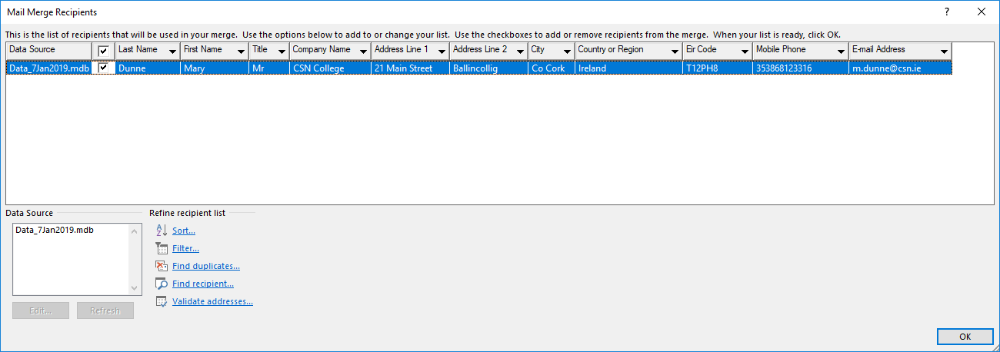 Mail Merge Recipients
This is the list of recipients that will be used in your merge.  Use the options below to add to or change your list.  Use the checkboxes to add or remove recipients from the merge.  When your list is ready, click OK.
Data Source Last Name First Name Title Company Name Address Line 1 Address Line 2 City Country or Region Eir Code Mobile Phone E-mail Address
Data_7Jan2019.mdb Dunne Mary Mr CSN College 21 Main Street Ballincollig Co Cork Ireland T12PH8 353868123316 m.dunne@csn.ie
Data Source
Data_7Jan2019.mdb
Edit... Refresh
Refine recipient list
Sort...
Filter...
Find duplicates...
Find recipient...
Validate addresses...
OK